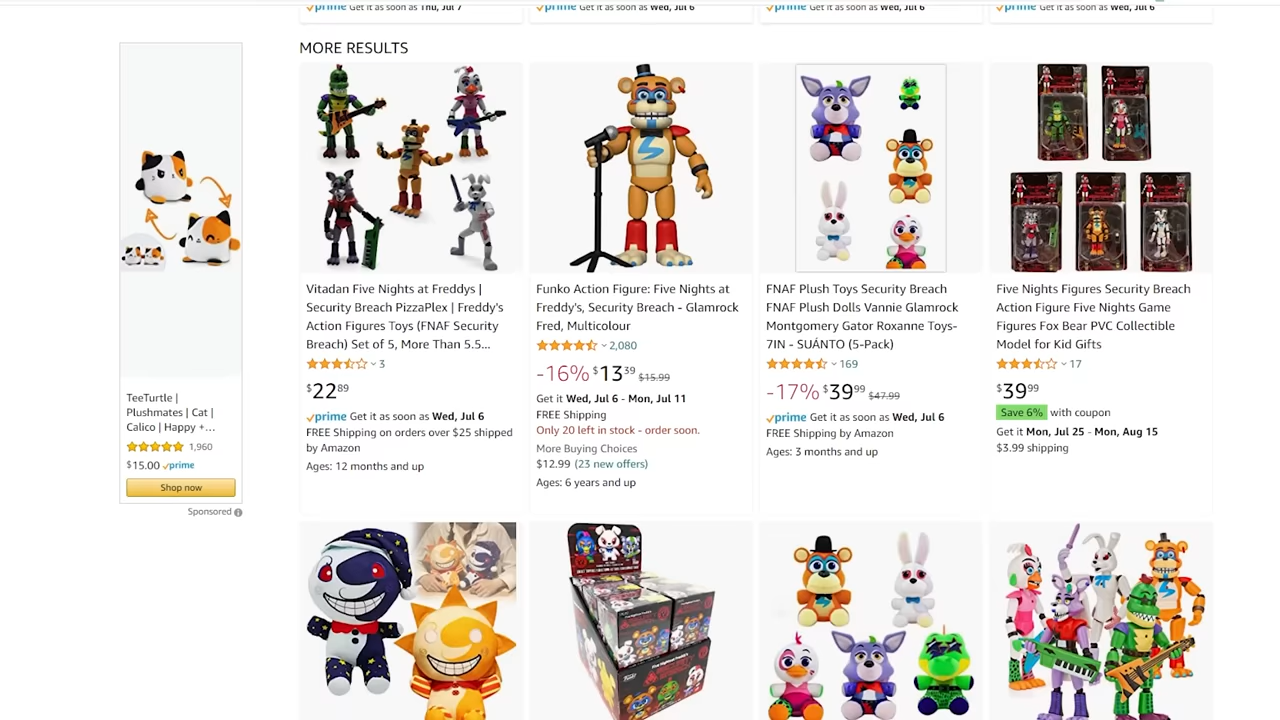 prime Get it as soon as Thu, Jul 7
prime Get it as soon as Wed, Jul 6
prime Get it as soon as Wed, Jul 6
prime Get it as soon as Wed, Jul 6
MORE RESULTS
TeeTurtle |
Plushmates | Cat |
Calico | Happy +...
1,960
$15.00 prime
Shop now
Sponsored
Vitadan Five Nights at Freddys |
Security Breach PizzaPlex | Freddy's
Action Figures Toys (FNAF Security
Breach) Set of 5, More Than 5.5...
3
$22 89
prime Get it as soon as Wed, Jul 6
FREE Shipping on orders over $25 shipped
by Amazon
Ages: 12 months and up
Funko Action Figure: Five Nights at
Freddy's, Security Breach - Glamrock
Fred, Multicolour
2,080
-16% $13 39 $15.99
Get it Wed, Jul 6 - Mon, Jul 11
FREE Shipping
Only 20 left in stock - order soon.
More Buying Choices
$12.99 (23 new offers)
Ages: 6 years and up
FNAF Plush Toys Security Breach
FNAF Plush Dolls Vannie Glamrock
Montgomery Gator Roxanne Toys-
7IN - SUÁNTO (5-Pack)
169
-17% $39 99 $47.99
prime Get it as soon as Wed, Jul 6
FREE Shipping by Amazon
Ages: 3 months and up
Five Nights Figures Security Breach
Action Figure Five Nights Game
Figures Fox Bear PVC Collectible
Model for Kid Gifts
17
$39 99
Save 6% with coupon
Get it Mon, Jul 25 - Mon, Aug 15
$3.99 shipping